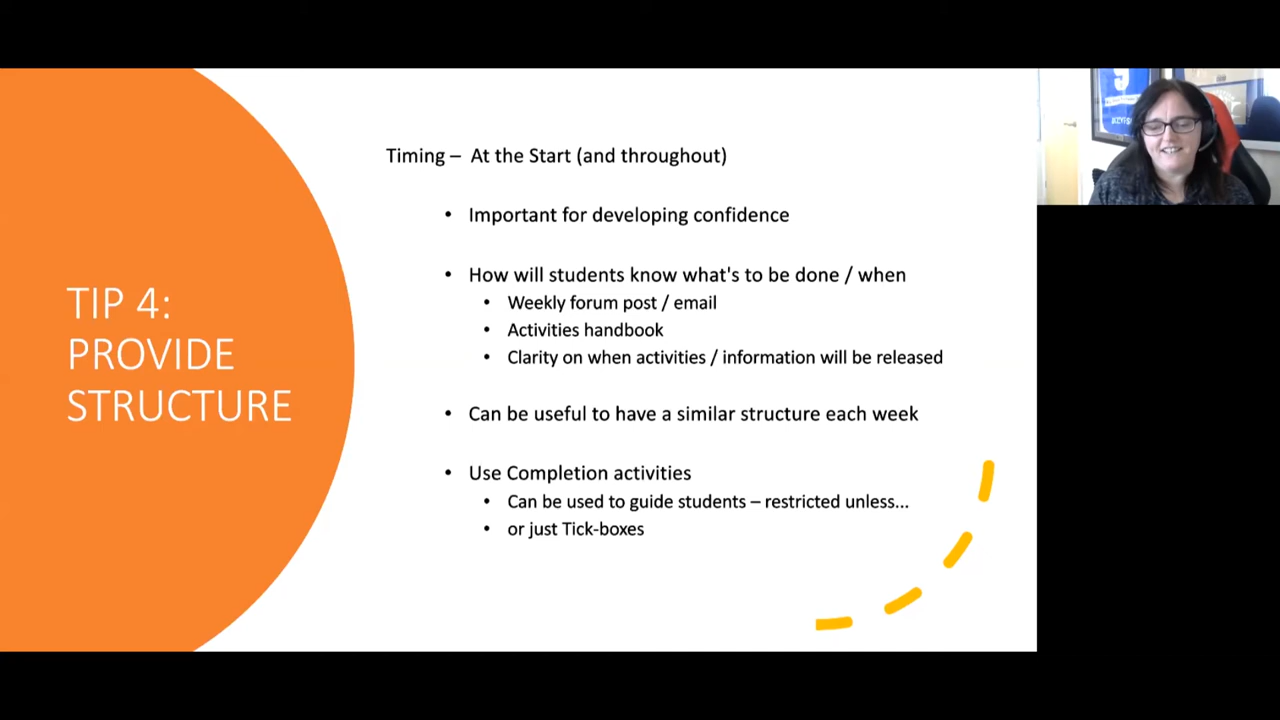 TIP 4:
PROVIDE
STRUCTURE
Timing – At the Start (and throughout)
• Important for developing confidence
• How will students know what's to be done / when
• Weekly forum post / email
• Activities handbook
• Clarity on when activities / information will be released
• Can be useful to have a similar structure each week
• Use Completion activities
• Can be used to guide students – restricted unless...
• or just Tick-boxes